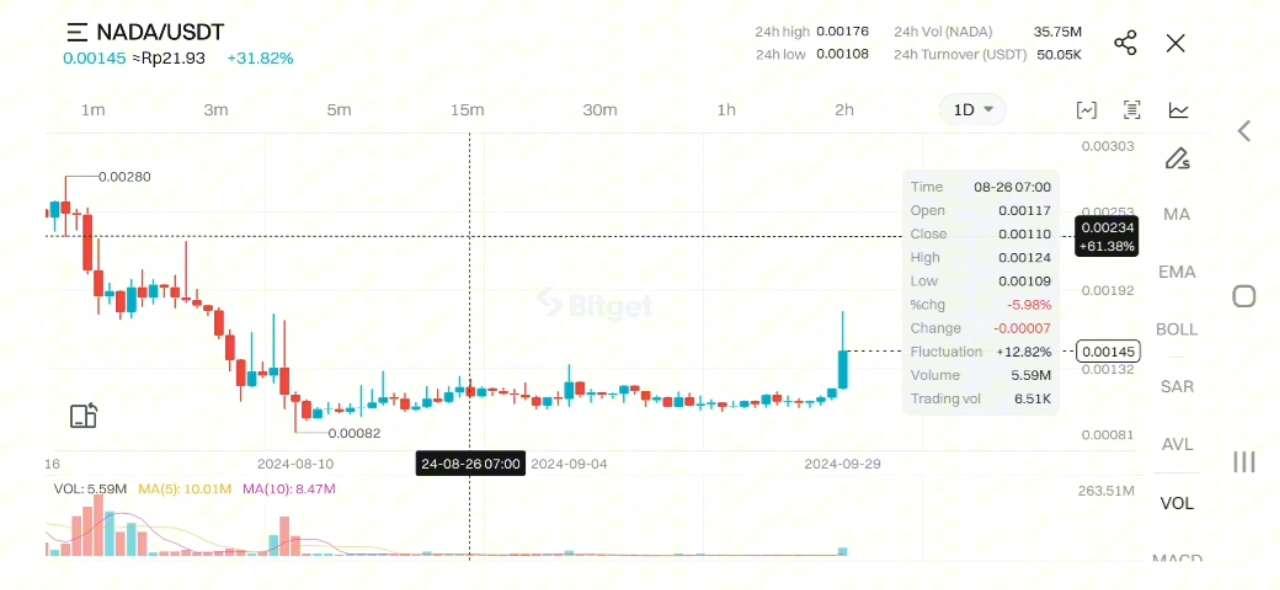 NADA/USDT
0.00145 ≈Rp21.93 +31.82%
24h high 0.00176 24h Vol (NADA) 35.75M
24h low 0.00108 24h Turnover (USDT) 50.05K
1m 3m 5m 15m 30m 1h 2h 1D
0.00303
0.00280
Time 08-26 07:00
Open 0.00117
0.00253
MA
0.00234
+61.38%
Close 0.00110
High 0.00124
EMA
Low 0.00109
0.00192
Bitget
%chg -5.98%
Change -0.00007
BOLL
Fluctuation +12.82%
0.00145
0.00132
Volume 5.59M
SAR
Trading vol 6.51K
0.00082
0.00081
AVL
16 2024-08-10 24-08-26 07:00 2024-09-04 2024-09-29
VOL: 5.59M MA(5): 10.01M MA(10): 8.47M
263.51M
VOL
MACD